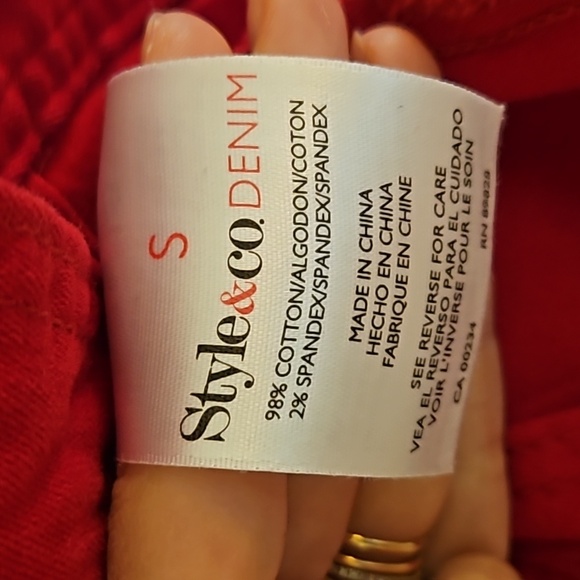 S
Style&co. DENIM
98% COTTON/ALGODON/COTON
2% SPANDEX/SPANDEX/SPANDEX
MADE IN CHINA
HECHO EN CHINA
FABRIQUE EN CHINE
SEE REVERSE FOR CARE
VEA EL REVERSO PARA EL CUIDADO
VOIR L'INVERSE POUR LE SOIN
CA 00234 RN 89828